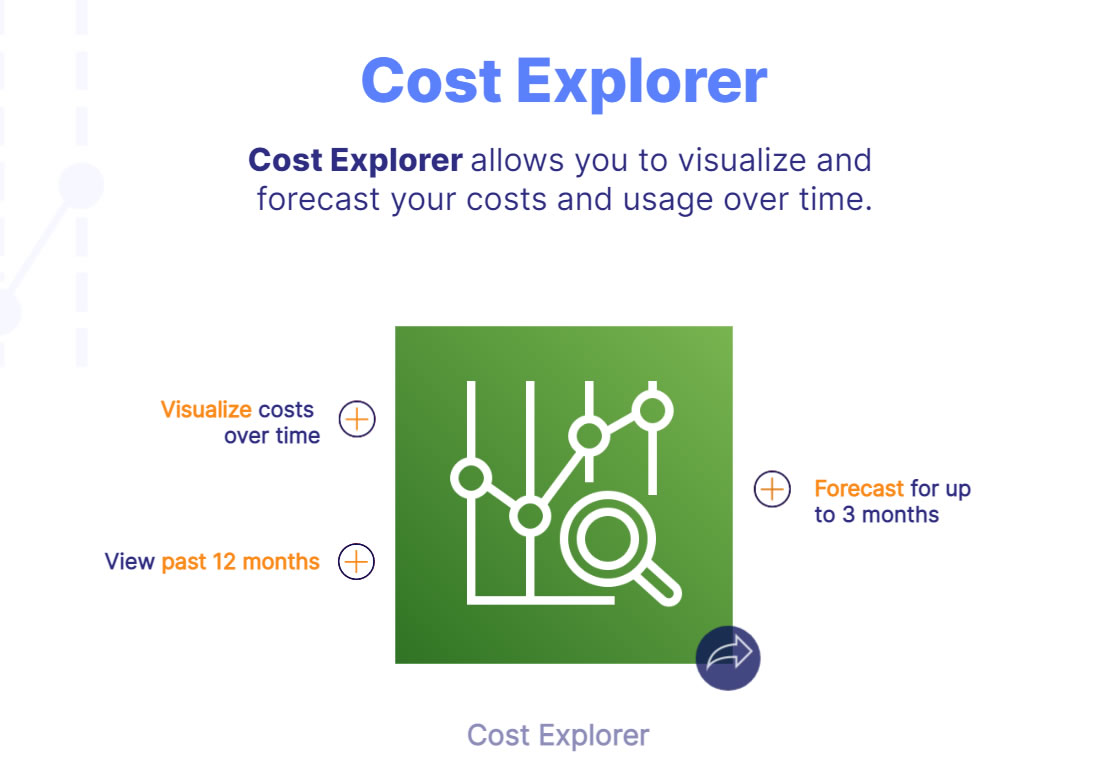 Cost Explorer
Cost Explorer allows you to visualize and
forecast your costs and usage over time.
Visualize costs
over time
View past 12 months
Forecast for up
to 3 months
Cost Explorer